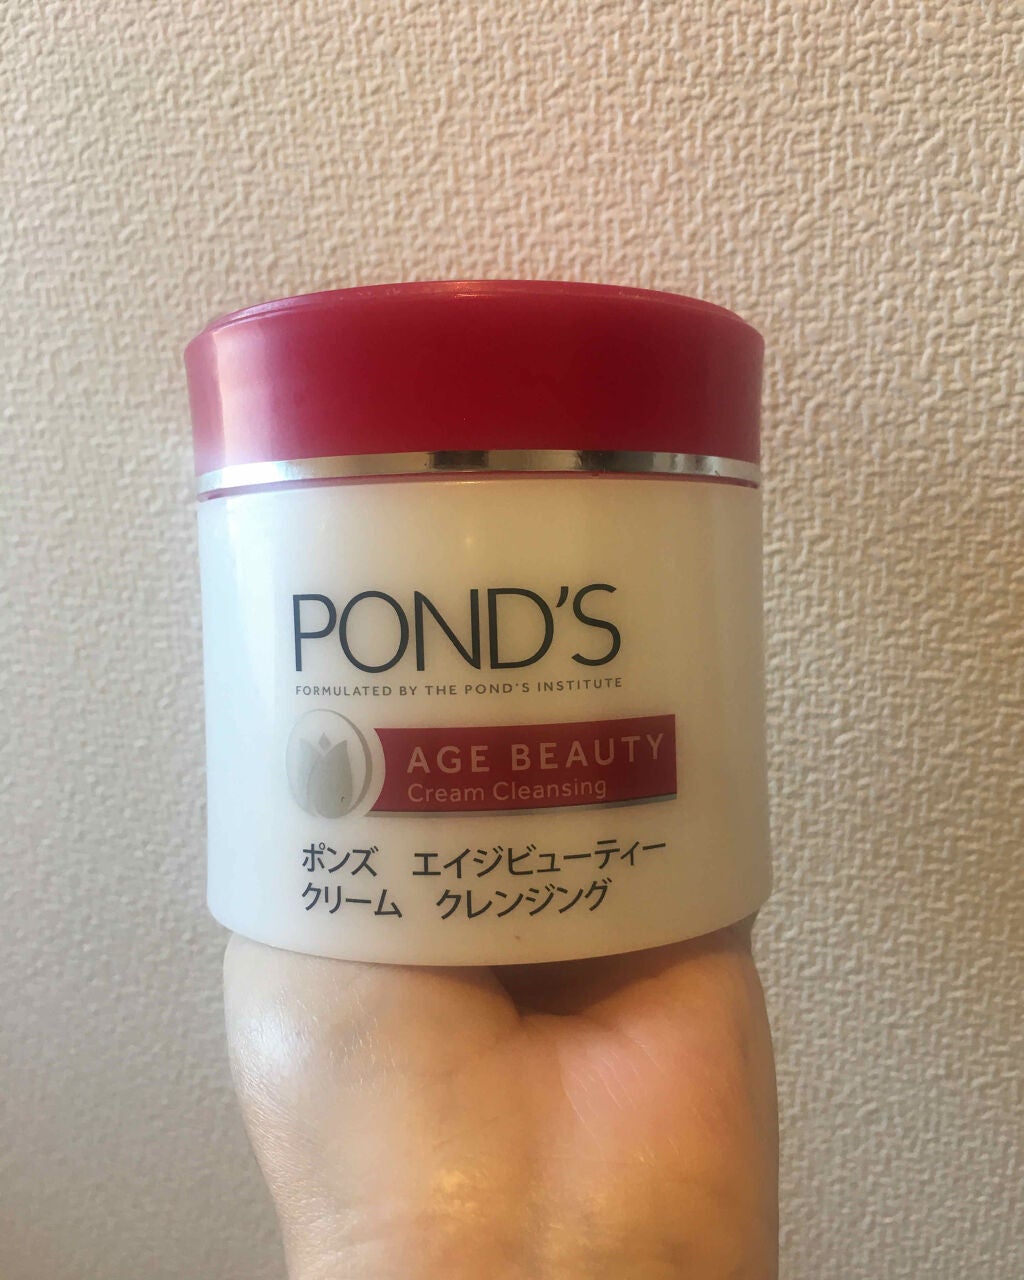 POND'S
FORMULATED BY THE POND'S INSTITUTE
AGE BEAUTY
Cream Cleansing
ポンズ エイジビューティー
クリーム クレンジング